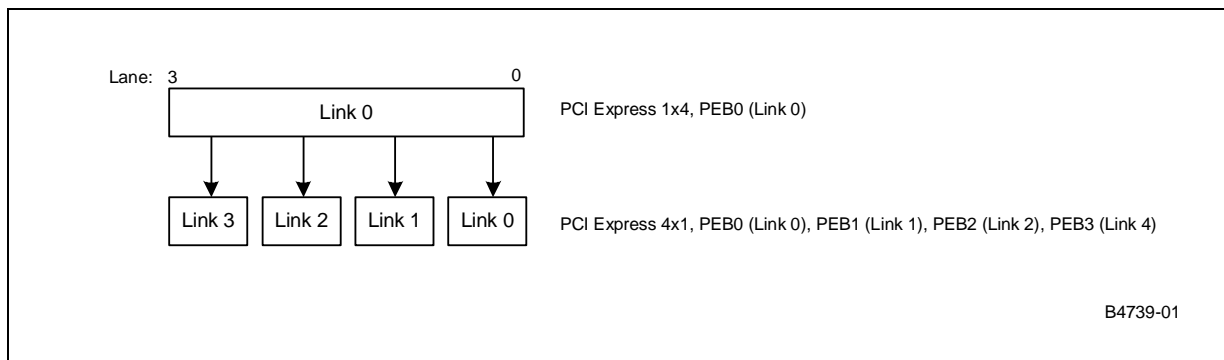 Lane: 3 0
Link 0 PCI Express 1x4, PEB0 (Link 0)
Link 3 Link 2 Link 1 Link 0 PCI Express 4x1, PEB0 (Link 0), PEB1 (Link 1), PEB2 (Link 2), PEB3 (Link 4)
B4739-01